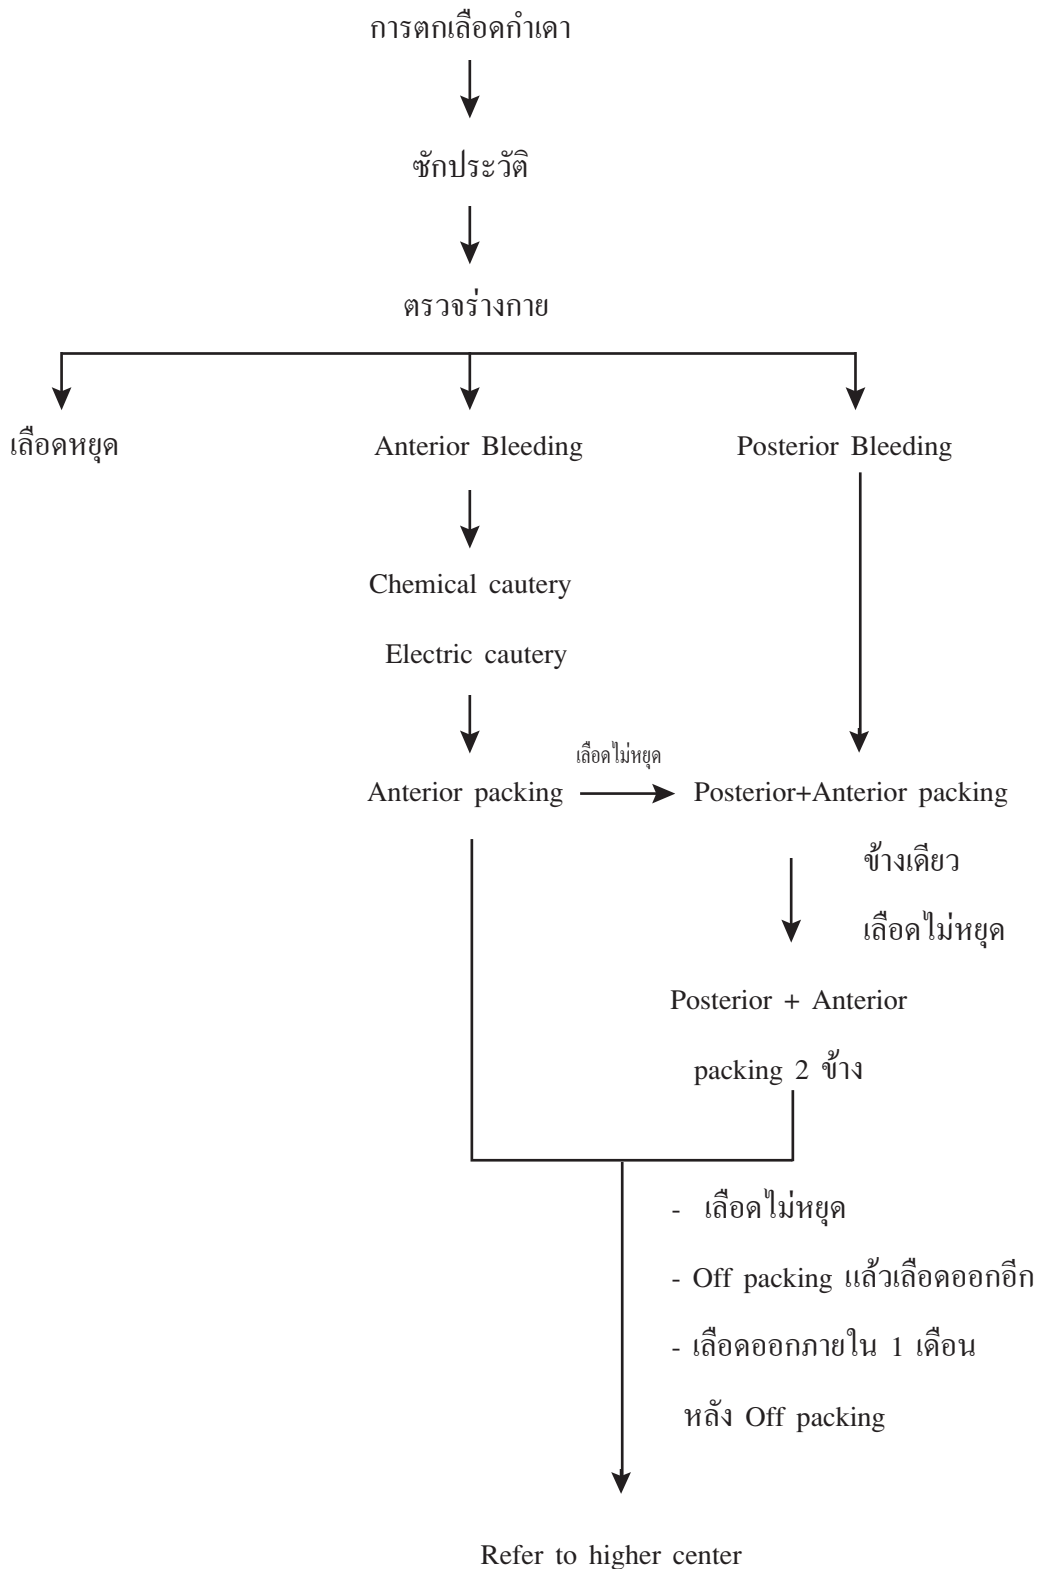 การตกเลือดกำเดา
ซักประวัติ
ตรวจร่างกาย
เลือดหยุด
Anterior Bleeding
Posterior Bleeding
Chemical cautery
Electric cautery
เลือดไม่หยุด
Anterior packing
Posterior+Anterior packing
ข้างเดียว
เลือดไม่หยุด
Posterior + Anterior
packing 2 ข้าง
- เลือดไม่หยุด
- Off packing แล้วเลือดออกอีก
- เลือดออกภายใน 1 เดือน
หลัง Off packing
Refer to higher center